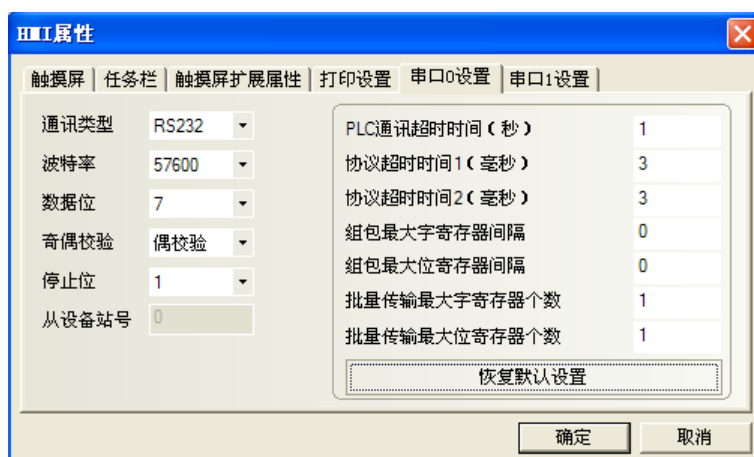 HMI属性
触摸屏 任务栏 触摸屏扩展属性 打印设置 串口0设置 串口1设置
通讯类型 RS232
波特率 57600
数据位 7
奇偶校验 偶校验
停止位 1
从设备站号 0
PLC通讯超时时间(秒) 1
协议超时时间1(毫秒) 3
协议超时时间2(毫秒) 3
组包最大字寄存器间隔 0
组包最大位寄存器间隔 0
批量传输最大字寄存器个数 1
批量传输最大位寄存器个数 1
恢复默认设置
确定 取消